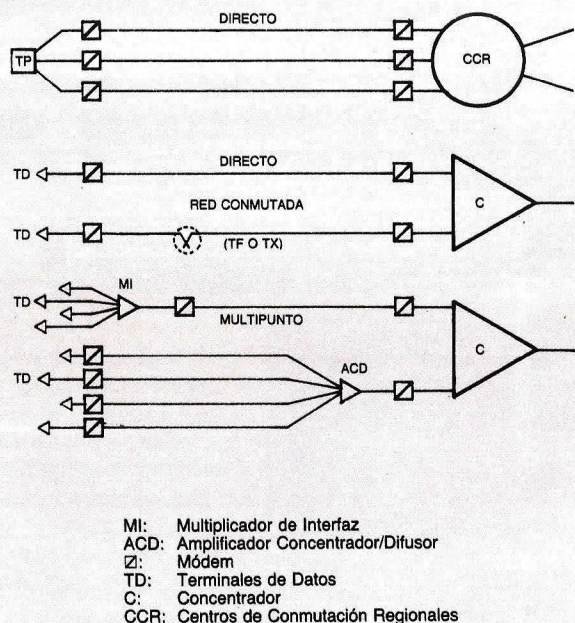 DIRECTO
TP
CCR
DIRECTO
TD
C
RED CONMUTADA
TD
(TF O TX)
MI
TD
MULTIPUNTO
C
ACD
TD
MI: Multiplicador de Interfaz
ACD: Amplificador Concentrador/Difusor
Módem
TD: Terminales de Datos
C: Concentrador
CCR: Centros de Conmutación Regionales